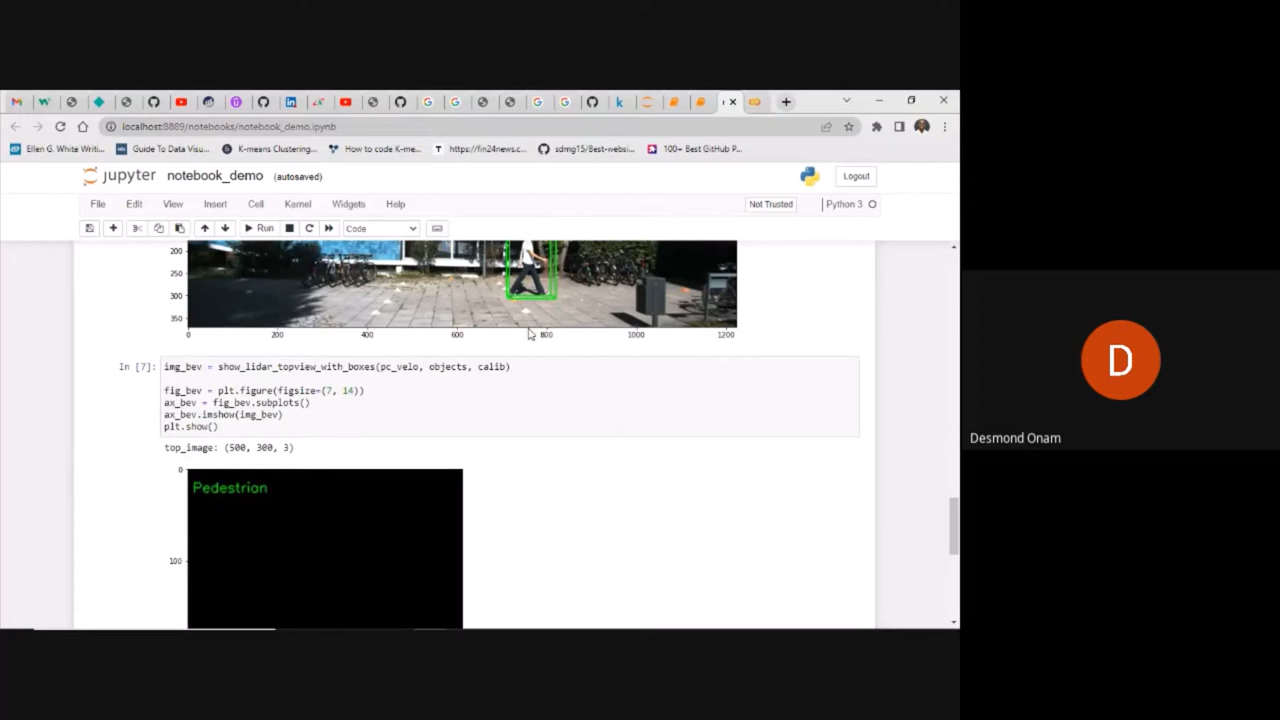 localhost:8889/notebooks/notebook_demo.ipynb
Ellen G. White Writi... Guide To Data Visu... K-means Clustering... How to code K-me... https://fin24news.c... sdmg15/Best-websi... 100+ Best GitHub P...
jupyter notebook_demo (autosaved) Logout
File Edit View Insert Cell Kernel Widgets Help Not Trusted Python 3
Run Code
200
250
300
350
0 200 400 600 800 1000 1200
In [7]: img_bev = show_lidar_topview_with_boxes(pc_velo, objects, calib)
fig_bev = plt.figure(figsize=(7, 14))
ax_bev = fig_bev.subplots()
ax_bev.imshow(img_bev)
plt.show()
top_image: (500, 300, 3)
0
Pedestrian
100
D
Desmond Onam